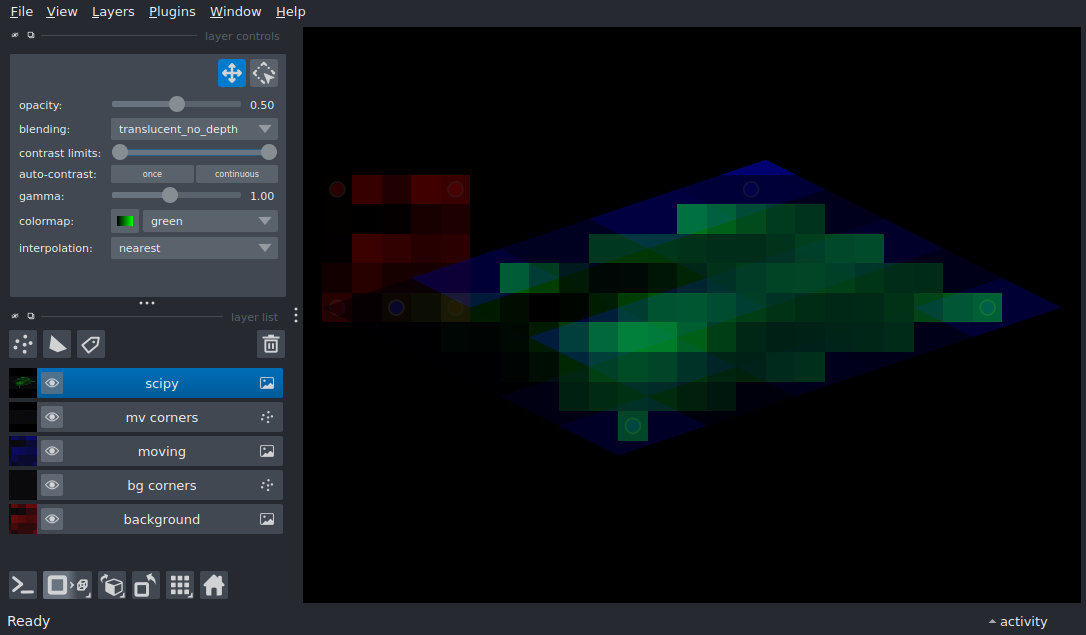 File View Layers Plugins Window Help
layer controls
opacity: 0.50
blending: translucent_no_depth
contrast limits:
auto-contrast: once continuous
gamma: 1.00
colormap: green
interpolation: nearest
layer list
scipy
mv corners
moving
bg corners
background
Ready activity